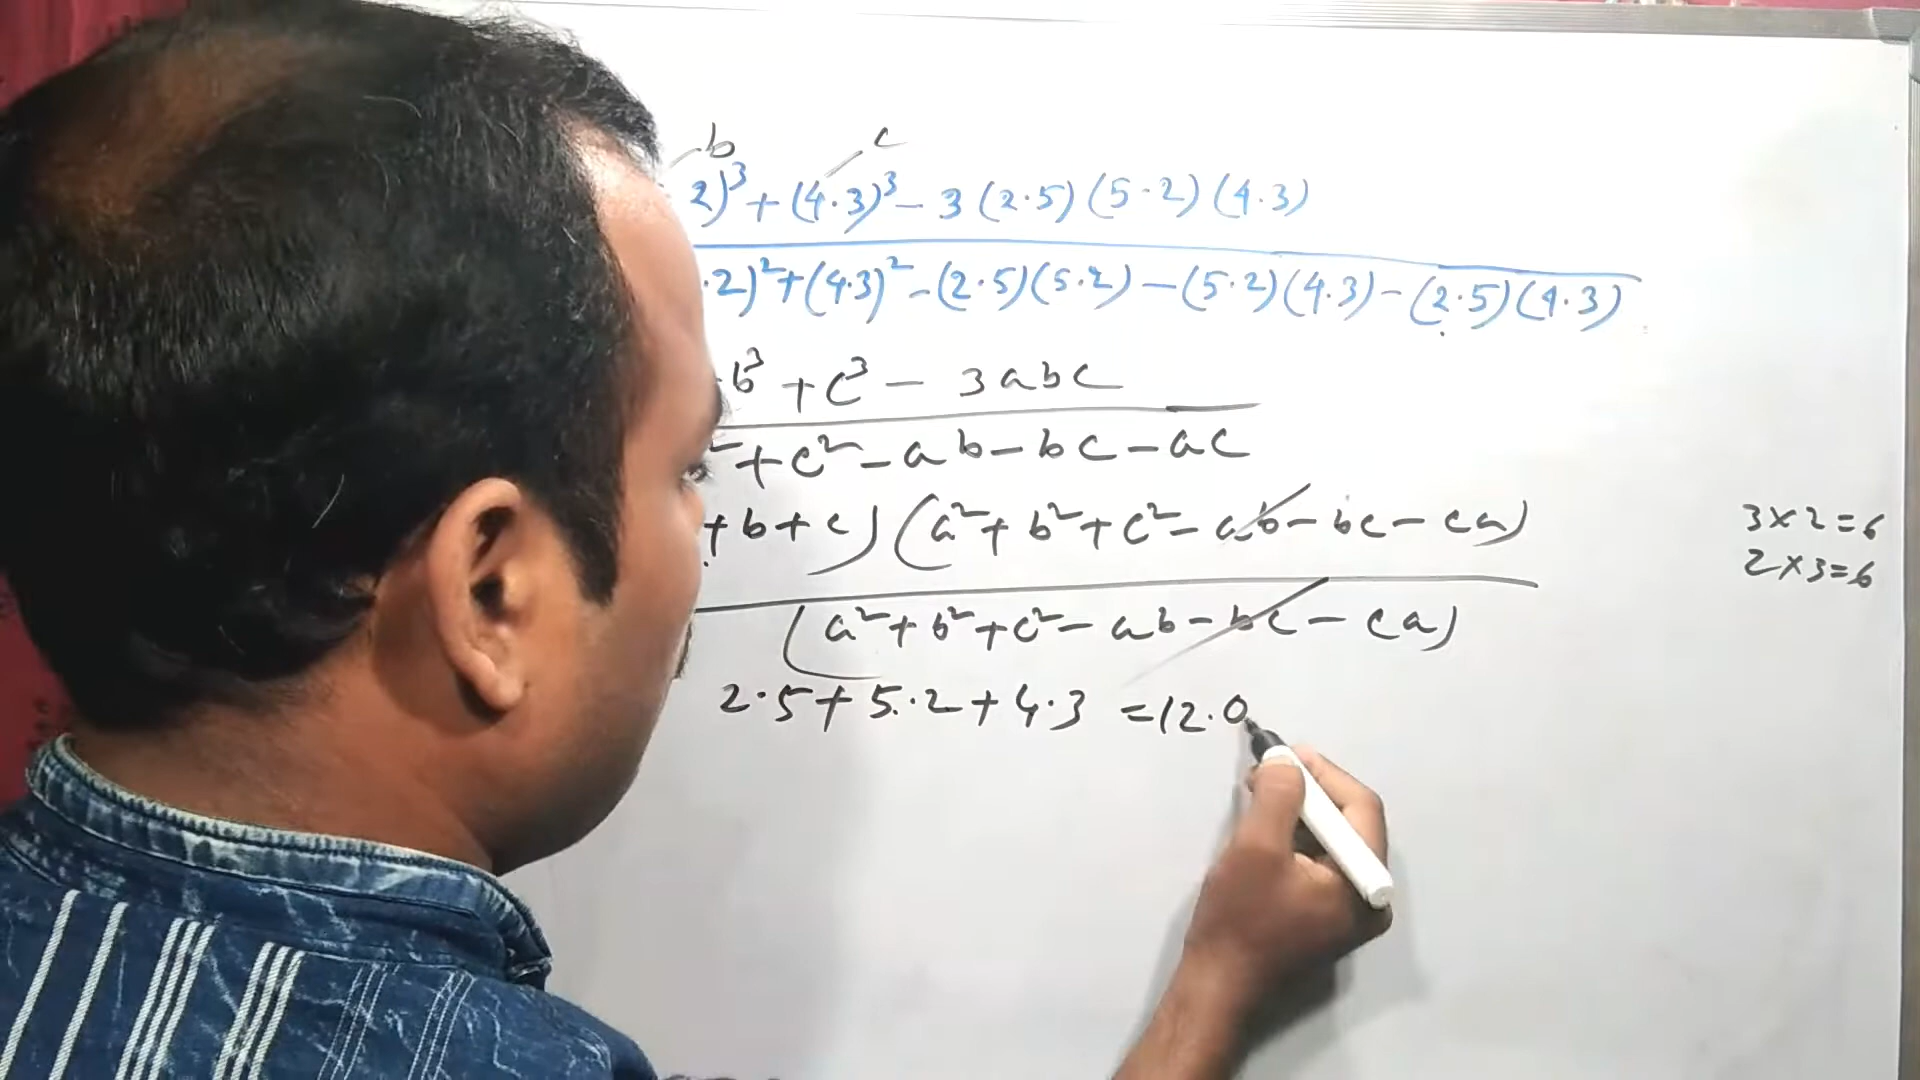 b c
2)³ + (4.3)³ - 3 (2.5) (5.2) (4.3)
.2)² + (4.3)² - (2.5)(5.2) - (5.2)(4.3) - (2.5)(4.3)
b³ + c³ - 3abc
² + c² - ab - bc - ac
+ b + c) (a² + b² + c² - ab - bc - ca)
(a² + b² + c² - ab - bc - ca)
2.5 + 5.2 + 4.3 = 12.0
3 x 2 = 6
2 x 3 = 6